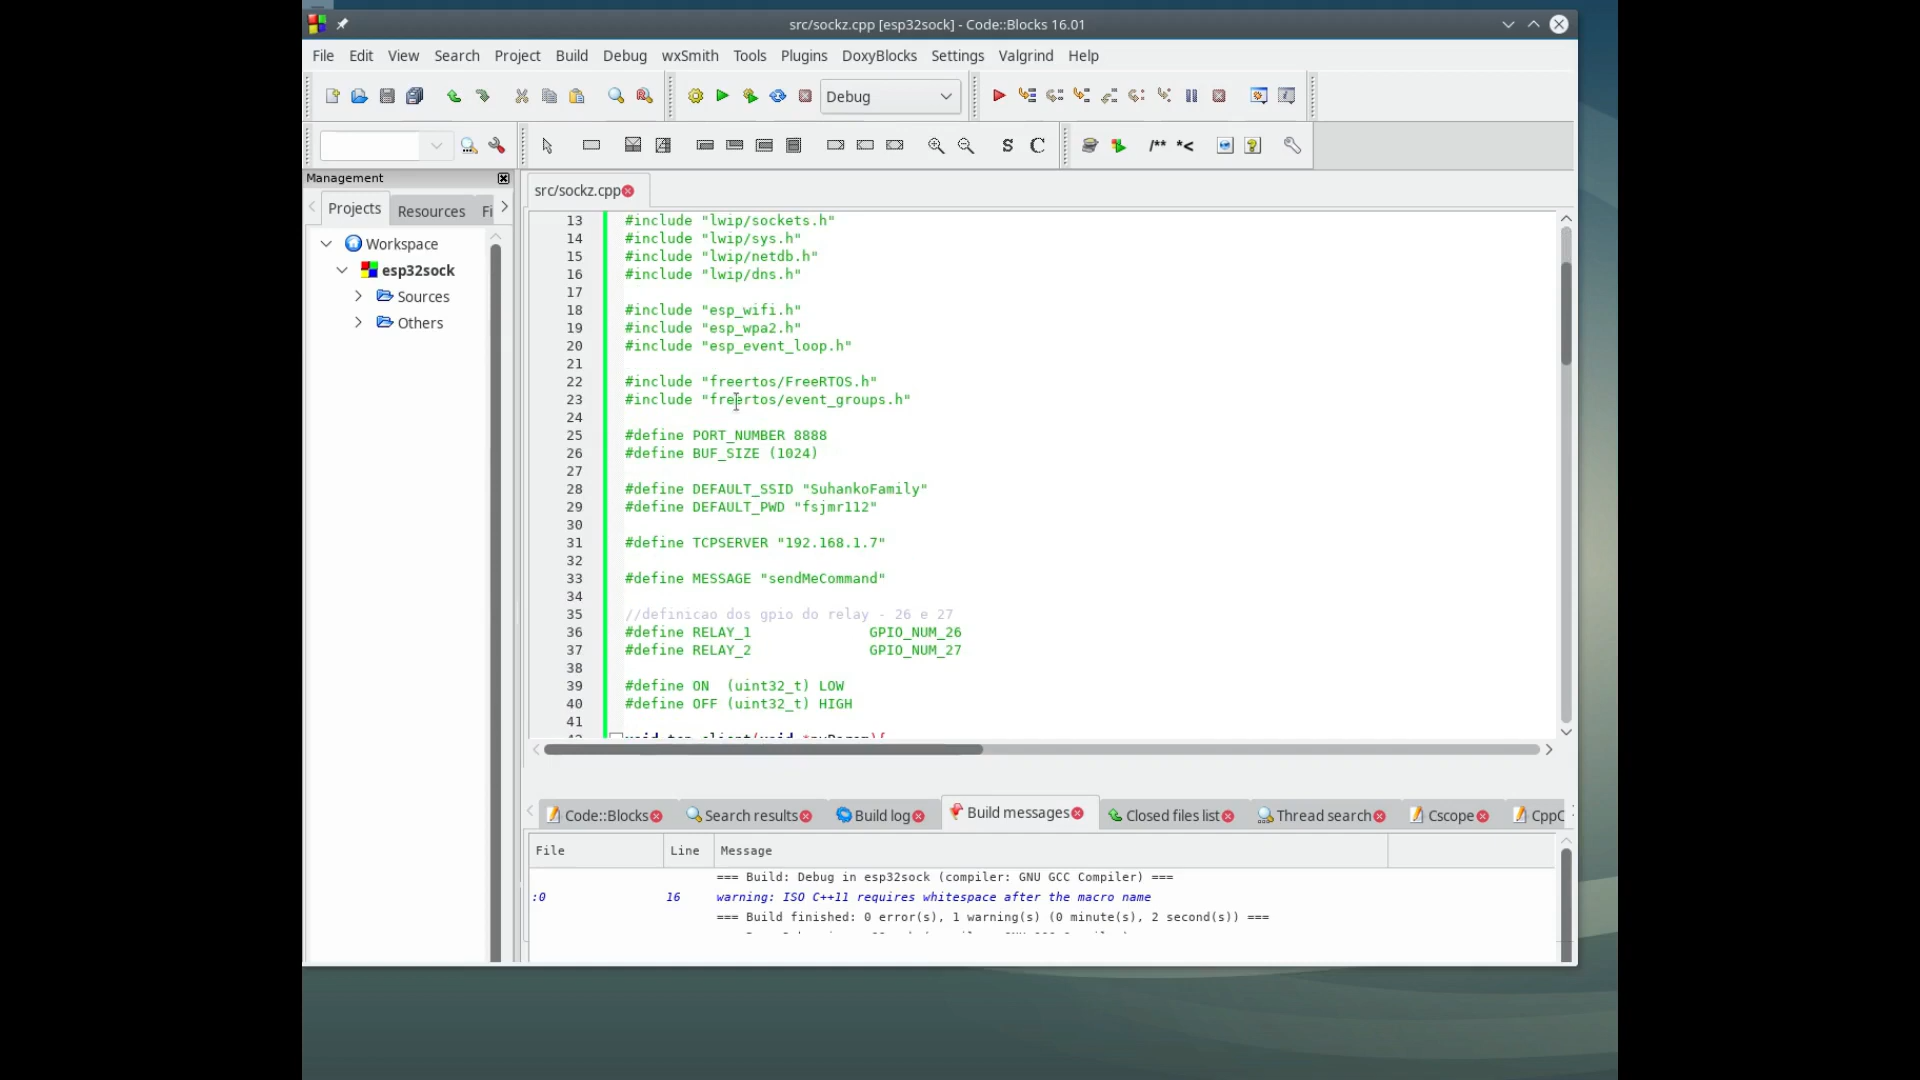 src/sockz.cpp [esp32sock] - Code::Blocks 16.01
File Edit View Search Project Build Debug wxSmith Tools Plugins DoxyBlocks Settings Valgrind Help
Debug
S C /** *<
Management
Projects Resources Fi
Workspace
esp32sock
Sources
Others
src/sockz.cpp
13 #include "lwip/sockets.h"
14 #include "lwip/sys.h"
15 #include "lwip/netdb.h"
16 #include "lwip/dns.h"
17
18 #include "esp_wifi.h"
19 #include "esp_wpa2.h"
20 #include "esp_event_loop.h"
21
22 #include "freertos/FreeRTOS.h"
23 #include "freertos/event_groups.h"
24
25 #define PORT_NUMBER 8888
26 #define BUF_SIZE (1024)
27
28 #define DEFAULT_SSID "SuhankoFamily"
29 #define DEFAULT_PWD "fsjmr112"
30
31 #define TCPSERVER "192.168.1.7"
32
33 #define MESSAGE "sendMeCommand"
34
35 //definicao dos gpio do relay - 26 e 27
36 #define RELAY_1 GPIO_NUM_26
37 #define RELAY_2 GPIO_NUM_27
38
39 #define ON (uint32_t) LOW
40 #define OFF (uint32_t) HIGH
41
Code::Blocks Search results Build log Build messages Closed files list Thread search Cscope CppC
File Line Message
=== Build: Debug in esp32sock (compiler: GNU GCC Compiler) ===
:0 16 warning: ISO C++11 requires whitespace after the macro name
=== Build finished: 0 error(s), 1 warning(s) (0 minute(s), 2 second(s)) ===